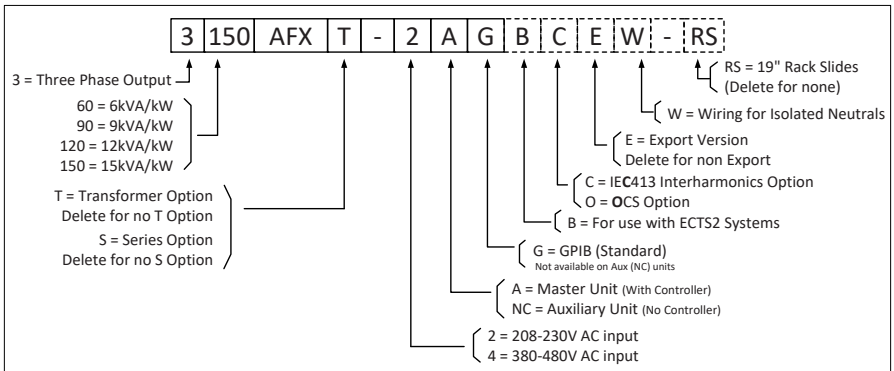 3 150 AFX T - 2 A G B C E W - RS
RS = 19" Rack Slides
(Delete for none)
3 = Three Phase Output
60 = 6kVA/kW
90 = 9kVA/kW
120 = 12kVA/kW
150 = 15kVA/kW
W = Wiring for Isolated Neutrals
E = Export Version
Delete for non Export
T = Transformer Option
Delete for no T Option
S = Series Option
Delete for no S Option
C = IEC413 Interharmonics Option
O = OCS Option
B = For use with ECTS2 Systems
G = GPIB (Standard)
Not available on Aux (NC) units
A = Master Unit (With Controller)
NC = Auxiliary Unit (No Controller)
2 = 208-230V AC input
4 = 380-480V AC input